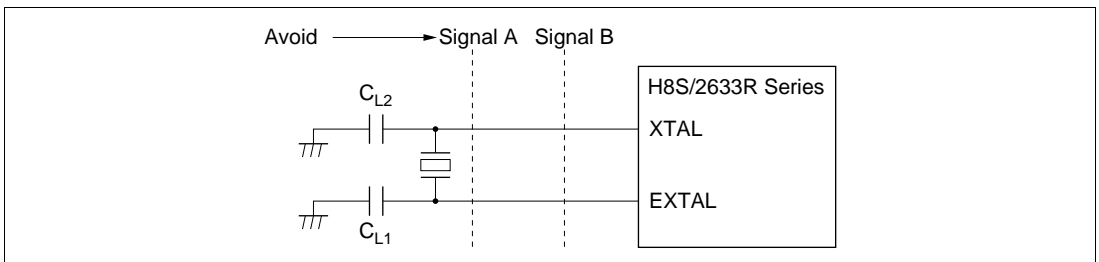 Avoid Signal A Signal B
H8S/2633R Series
CL2
XTAL
EXTAL
CL1